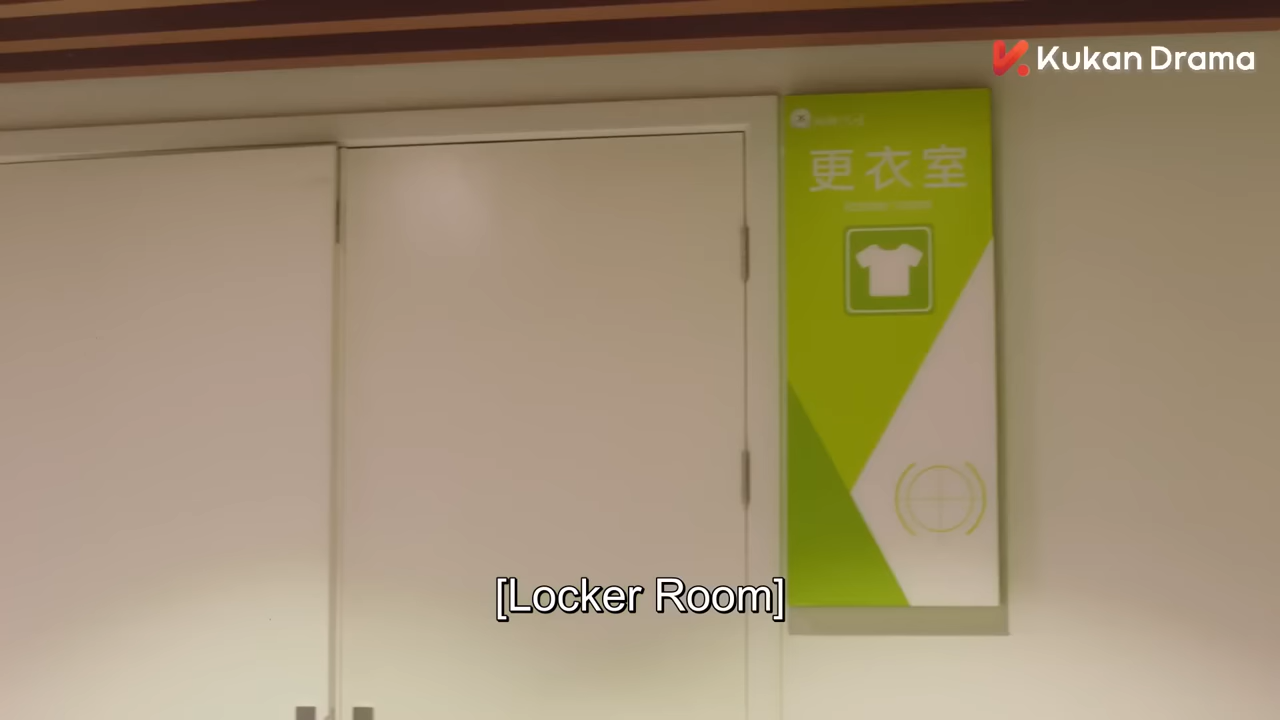 Kukan Drama
更衣室
[Locker Room]